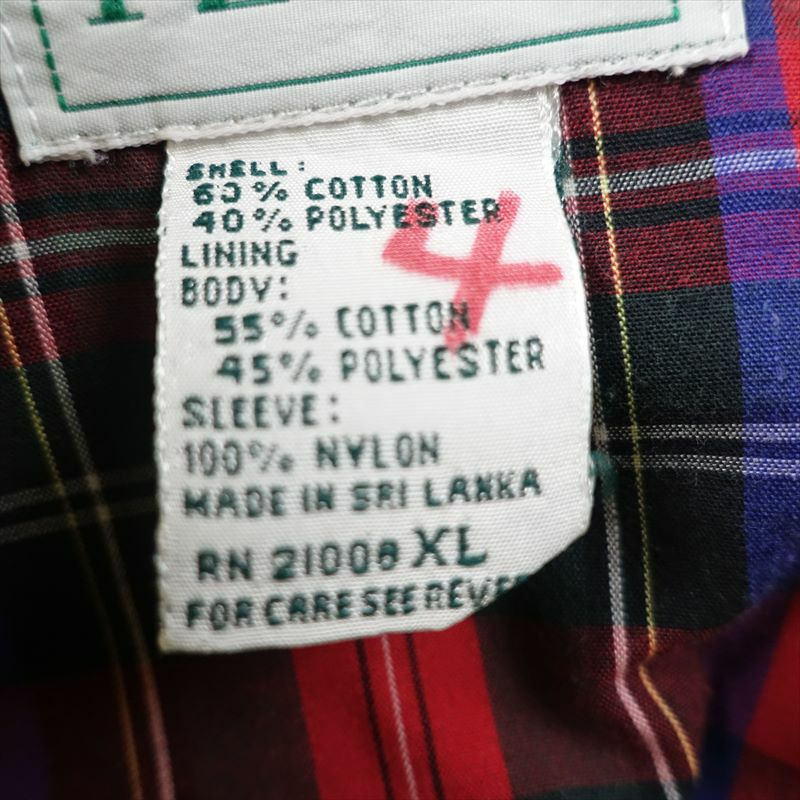 SHELL:
60% COTTON
40% POLYESTER
4
LINING
BODY:
55% COTTON
45% POLYESTER
SLEEVE:
100% NYLON
MADE IN SRI LANKA
RN 21008 XL
FOR CARE SEE REVE